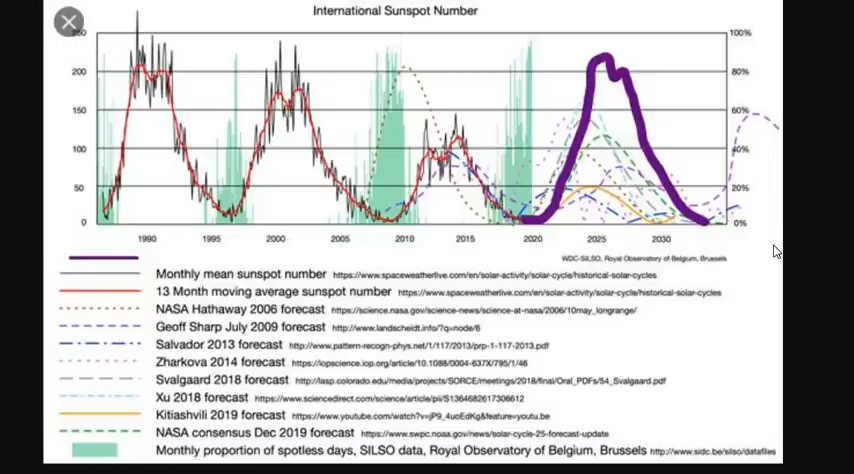 International Sunspot Number
250
200
150
100
50
0
100%
80%
60%
40%
20%
0%
1990 1995 2000 2005 2010 2015 2020 2025 2030
WDC-SILSO, Royal Observatory of Belgium, Brussels
Monthly mean sunspot number https://www.spaceweatherlive.com/en/solar-activity/solar-cycle/historical-solar-cycles
13 Month moving average sunspot number https://www.spaceweatherlive.com/en/solar-activity/solar-cycle/historical-solar-cycles
NASA Hathaway 2006 forecast https://science.nasa.gov/science-news/science-at-nasa/2006/10may_longrange/
Geoff Sharp July 2009 forecast http://www.landscheidt.info/?q=node/6
Salvador 2013 forecast http://www.pattern-recogn-phys.net/1/117/2013/prp-1-117-2013.pdf
Zharkova 2014 forecast https://iopscience.iop.org/article/10.1088/0004-637X/795/1/46
Svalgaard 2018 forecast http://lasp.colorado.edu/media/projects/SORCE/meetings/2018/final/Oral_PDFs/54_Svalgaard.pdf
Xu 2018 forecast https://www.sciencedirect.com/science/article/pii/S1364682617306612
Kitiashvili 2019 forecast https://www.youtube.com/watch?v=jP9_4uoEdKg&feature=youtu.be
NASA consensus Dec 2019 forecast https://www.swpc.noaa.gov/news/solar-cycle-25-forecast-update
Monthly proportion of spotless days, SILSO data, Royal Observatory of Belgium, Brussels http://www.sidc.be/silso/datafiles